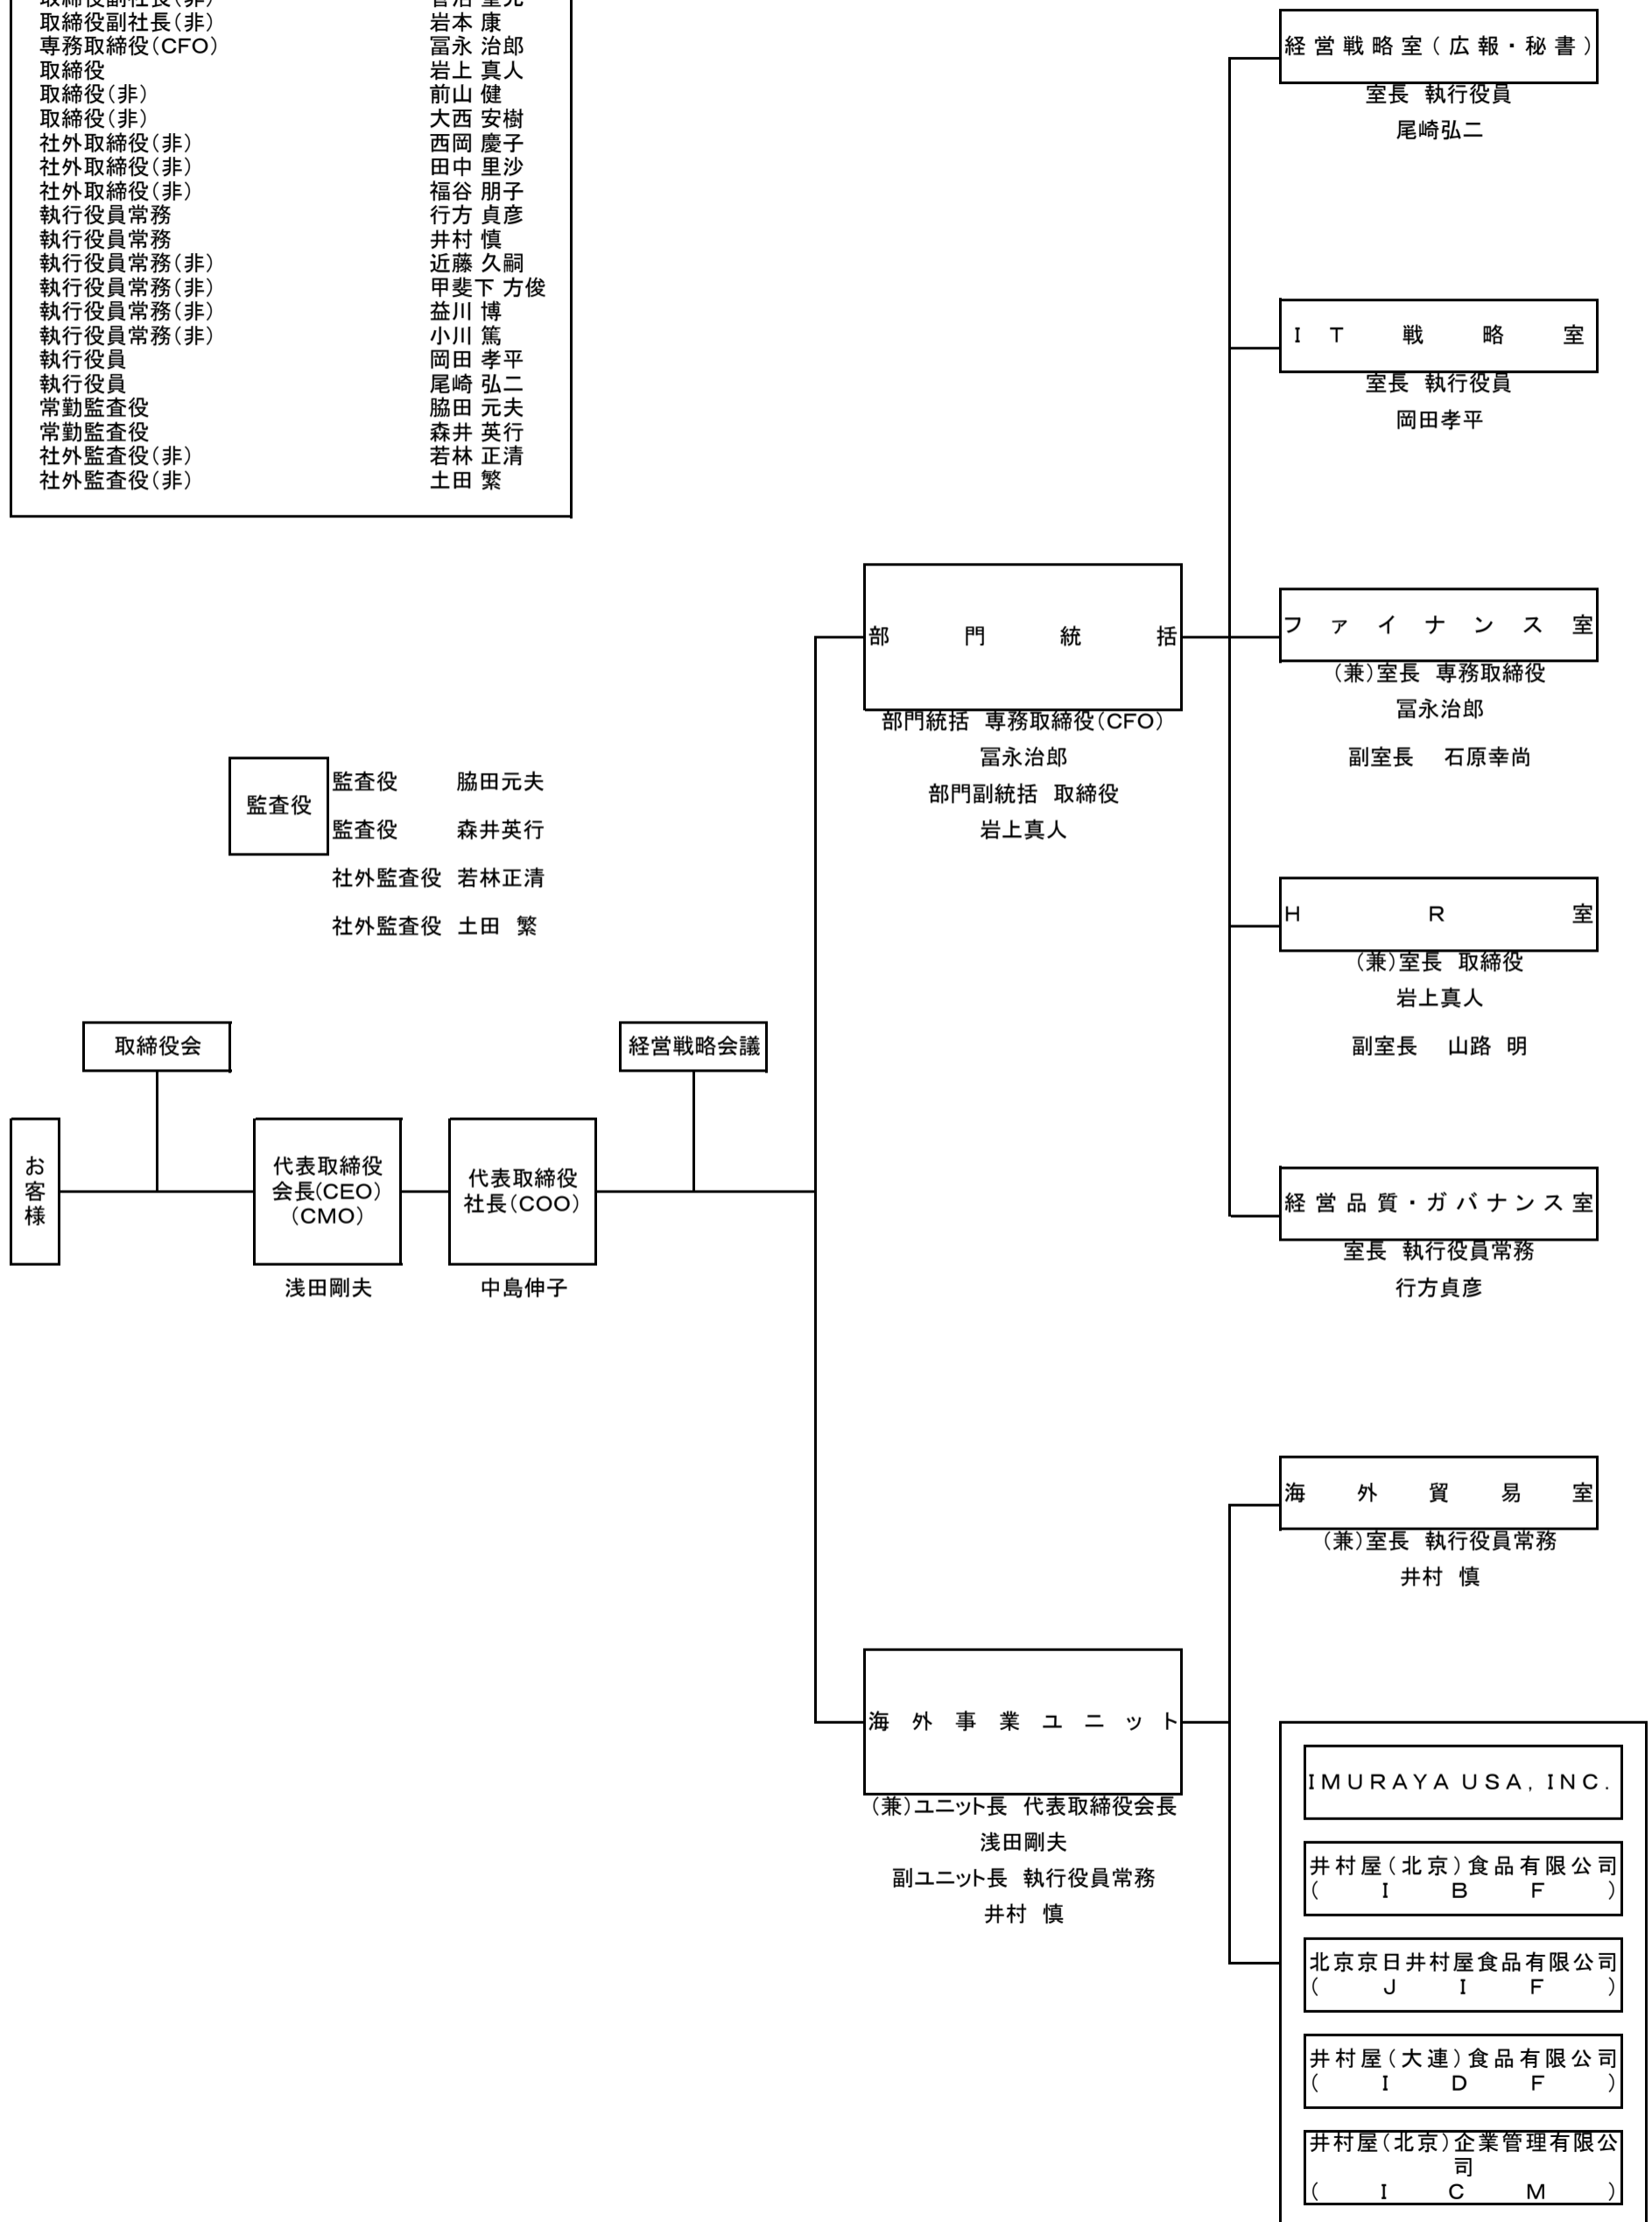 取締役副社長(非)
取締役副社長(非) 岩本 康
専務取締役(CFO) 冨永 治郎
取締役 岩上 真人
取締役(非) 前山 健
取締役(非) 大西 安樹
社外取締役(非) 西岡 慶子
社外取締役(非) 田中 里沙
社外取締役(非) 福谷 朋子
執行役員常務 行方 貞彦
執行役員常務 井村 慎
執行役員常務(非) 近藤 久嗣
執行役員常務(非) 甲斐下 方俊
執行役員常務(非) 益川 博
執行役員常務(非) 小川 篤
執行役員 岡田 孝平
執行役員 尾崎 弘二
常勤監査役 脇田 元夫
常勤監査役 森井 英行
社外監査役(非) 若林 正清
社外監査役(非) 土田 繁
監査役
監査役 脇田元夫
監査役 森井英行
社外監査役 若林正清
社外監査役 土田 繁
取締役会
経営戦略会議
お客様
代表取締役
会長(CEO)
(CMO)
浅田剛夫
代表取締役
社長(COO)
中島伸子
部門統括
部門統括 専務取締役(CFO)
冨永治郎
部門副統括 取締役
岩上真人
経営戦略室(広報・秘書)
室長 執行役員
尾崎弘二
IT戦略室
室長 執行役員
岡田孝平
ファイナンス室
(兼)室長 専務取締役
冨永治郎
副室長 石原幸尚
HR室
(兼)室長 取締役
岩上真人
副室長 山路 明
経営品質・ガバナンス室
室長 執行役員常務
行方貞彦
海外事業ユニット
(兼)ユニット長 代表取締役会長
浅田剛夫
副ユニット長 執行役員常務
井村 慎
海外貿易室
(兼)室長 執行役員常務
井村 慎
IMURAYA USA, INC.
井村屋(北京)食品有限公司
(IBF)
北京京日井村屋食品有限公司
(JIF)
井村屋(大連)食品有限公司
(IDF)
井村屋(北京)企業管理有限公
司
(ICM)